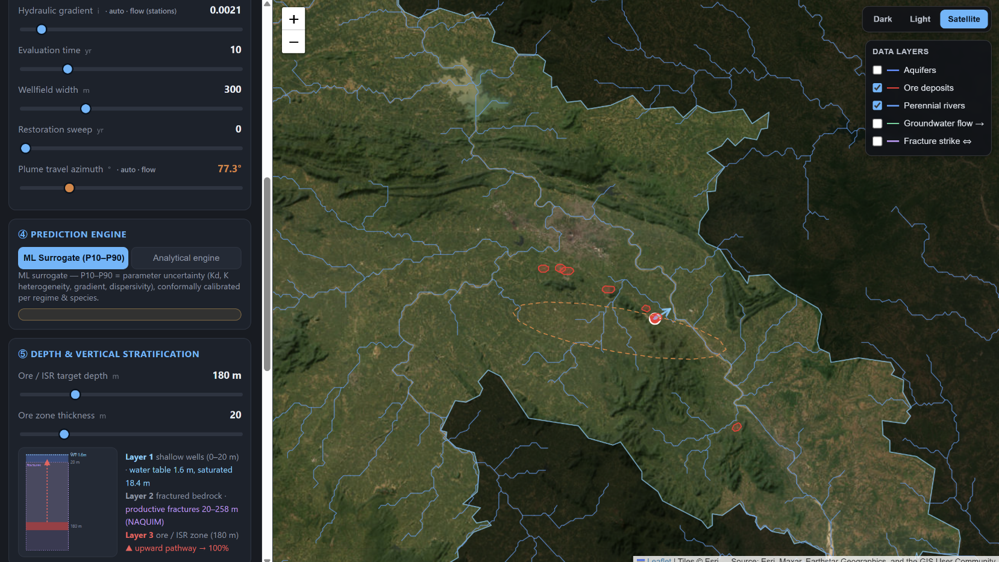 Hydraulic gradient i · auto · flow (stations) 0.0021
Evaluation time yr 10
Wellfield width m 300
Restoration sweep yr 0
Plume travel azimuth ° · auto · flow 77.3°
④ PREDICTION ENGINE
ML Surrogate (P10–P90) Analytical engine
ML surrogate — P10–P90 = parameter uncertainty (Kd, K
heterogeneity, gradient, dispersivity), conformally calibrated
per regime & species.
⑤ DEPTH & VERTICAL STRATIFICATION
Ore / ISR target depth m 180 m
Ore zone thickness m 20
WT 1.6m
20 m
fractures
180 m
Layer 1 shallow wells (0–20 m)
· water table 1.6 m, saturated
18.4 m
Layer 2 fractured bedrock ·
productive fractures 20–258 m
(NAQUIM)
Layer 3 ore / ISR zone (180 m)
▲ upward pathway → 100%
+
−
Dark Light Satellite
DATA LAYERS
Aquifers
Ore deposits
Perennial rivers
Groundwater flow →
Fracture strike ⇔
Leaflet | Tiles © Esri — Source: Esri, Maxar, Earthstar Geographics, and the GIS User Community